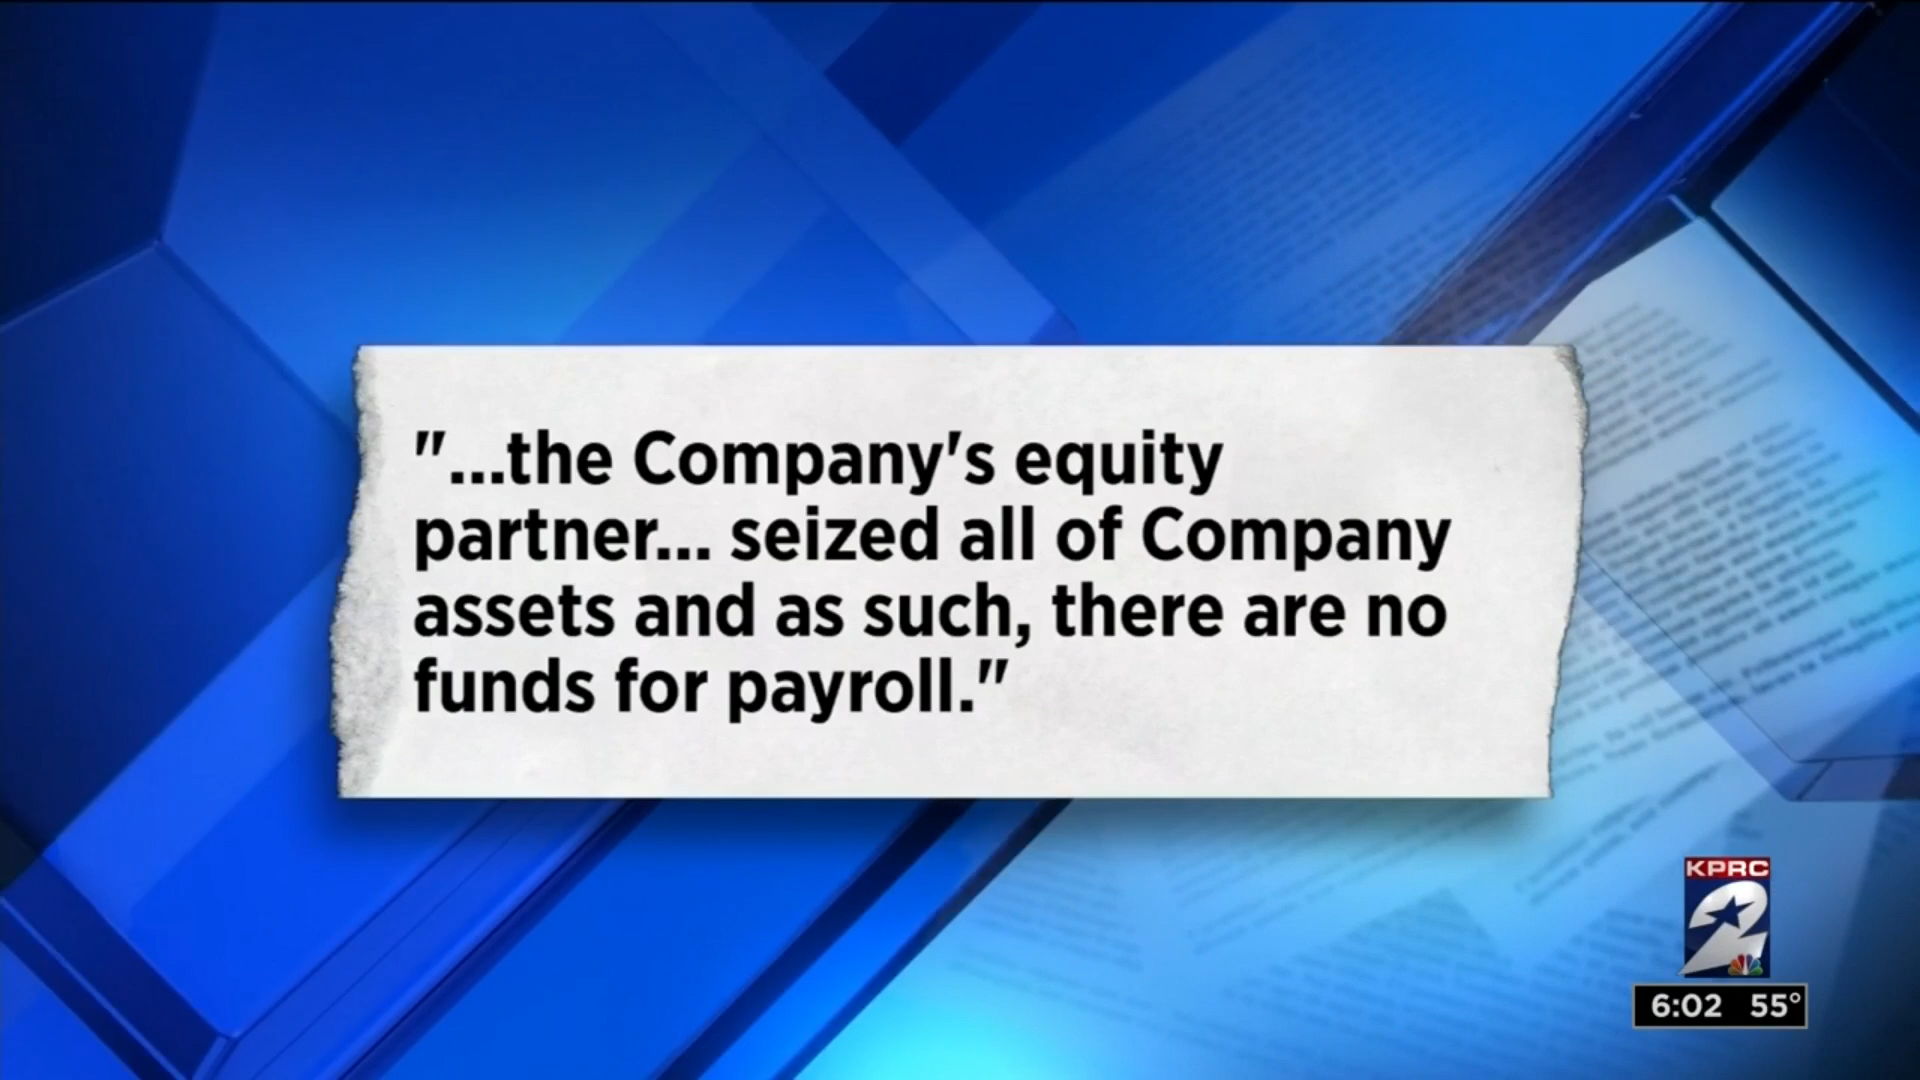 "...the Company's equity
partner... seized all of Company
assets and as such, there are no
funds for payroll."
KPRC
2
6:02 55°